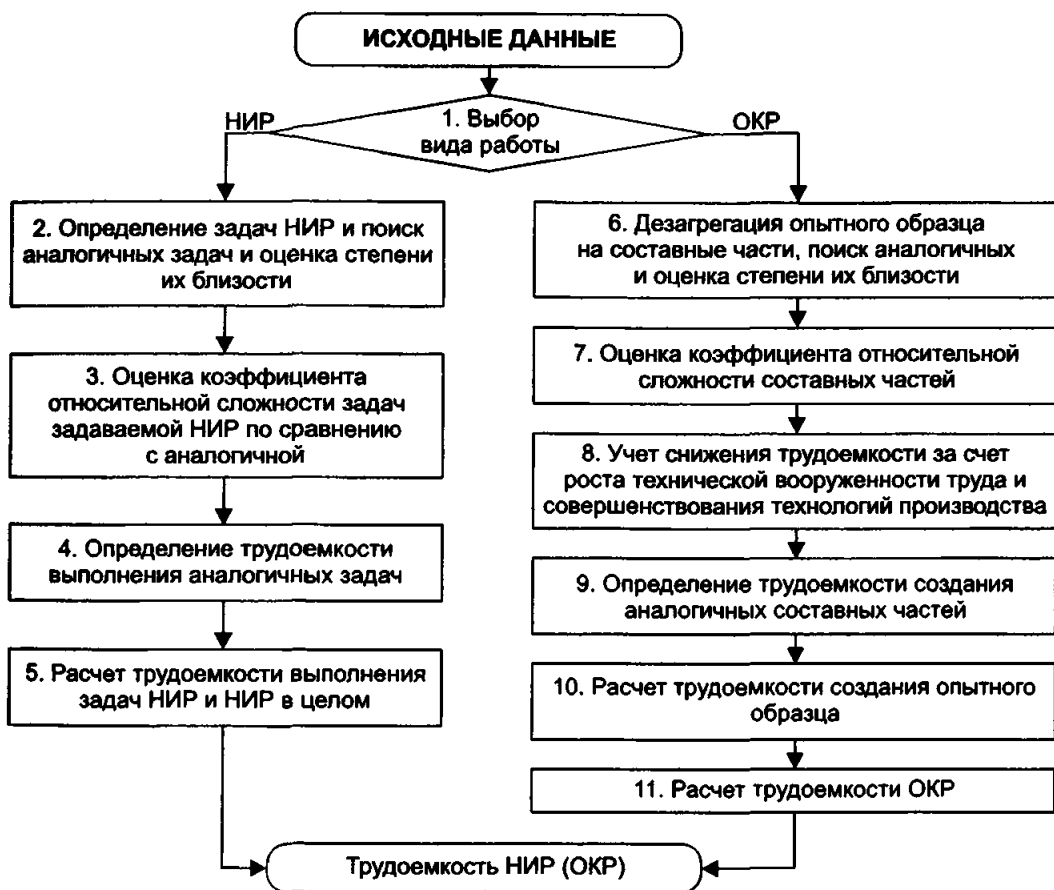 ИСХОДНЫЕ ДАННЫЕ
1. Выбор
вида работы
НИР
ОКР
2. Определение задач НИР и поиск
аналогичных задач и оценка степени
их близости
3. Оценка коэффициента
относительной сложности задач
задаваемой НИР по сравнению
с аналогичной
4. Определение трудоемкости
выполнения аналогичных задач
5. Расчет трудоемкости выполнения
задач НИР и НИР в целом
6. Дезагрегация опытного образца
на составные части, поиск аналогичных
и оценка степени их близости
7. Оценка коэффициента относительной
сложности составных частей
8. Учет снижения трудоемкости за счет
роста технической вооруженности труда и
совершенствования технологий производства
9. Определение трудоемкости создания
аналогичных составных частей
10. Расчет трудоемкости создания опытного
образца
11. Расчет трудоемкости ОКР
Трудоемкость НИР (ОКР)